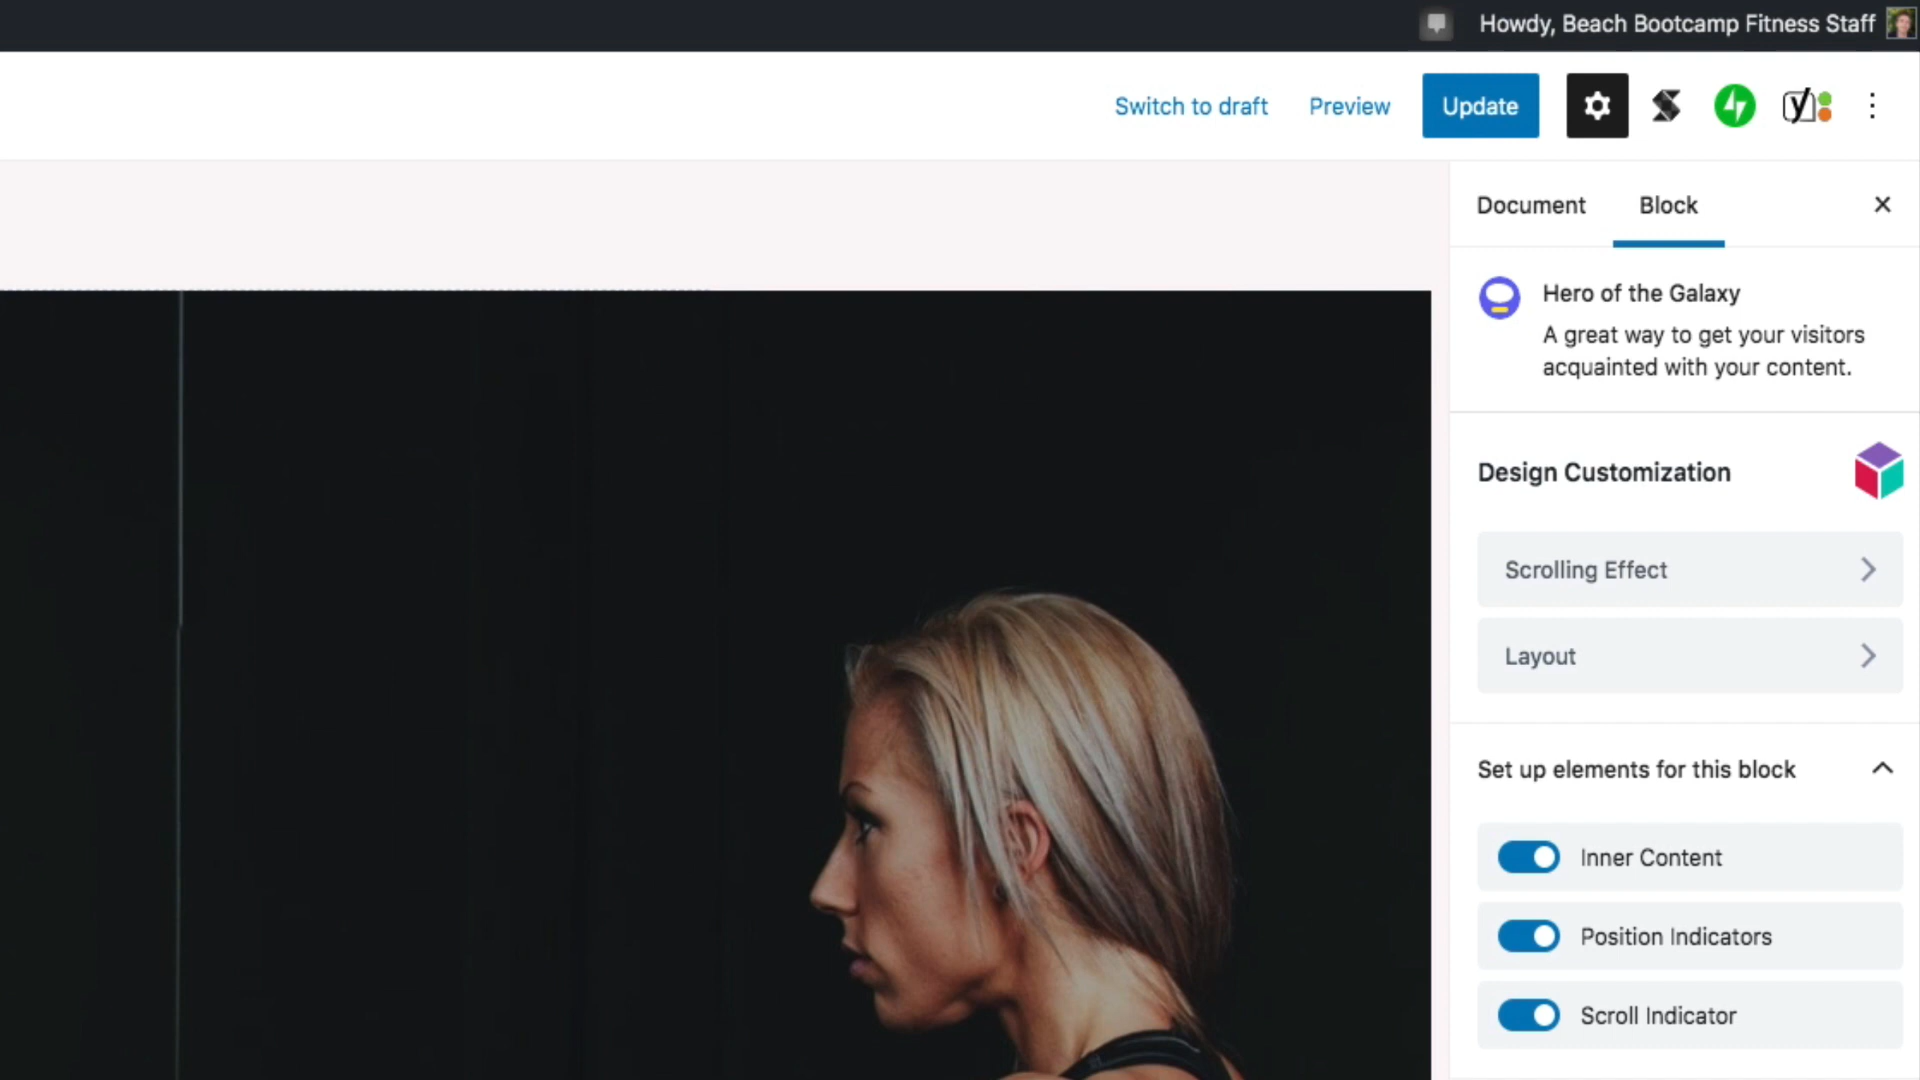 Howdy, Beach Bootcamp Fitness Staff
Switch to draft
Preview
Update
Document
Block
Hero of the Galaxy
A great way to get your visitors
acquainted with your content.
Design Customization
Scrolling Effect
Layout
Set up elements for this block
Inner Content
Position Indicators
Scroll Indicator